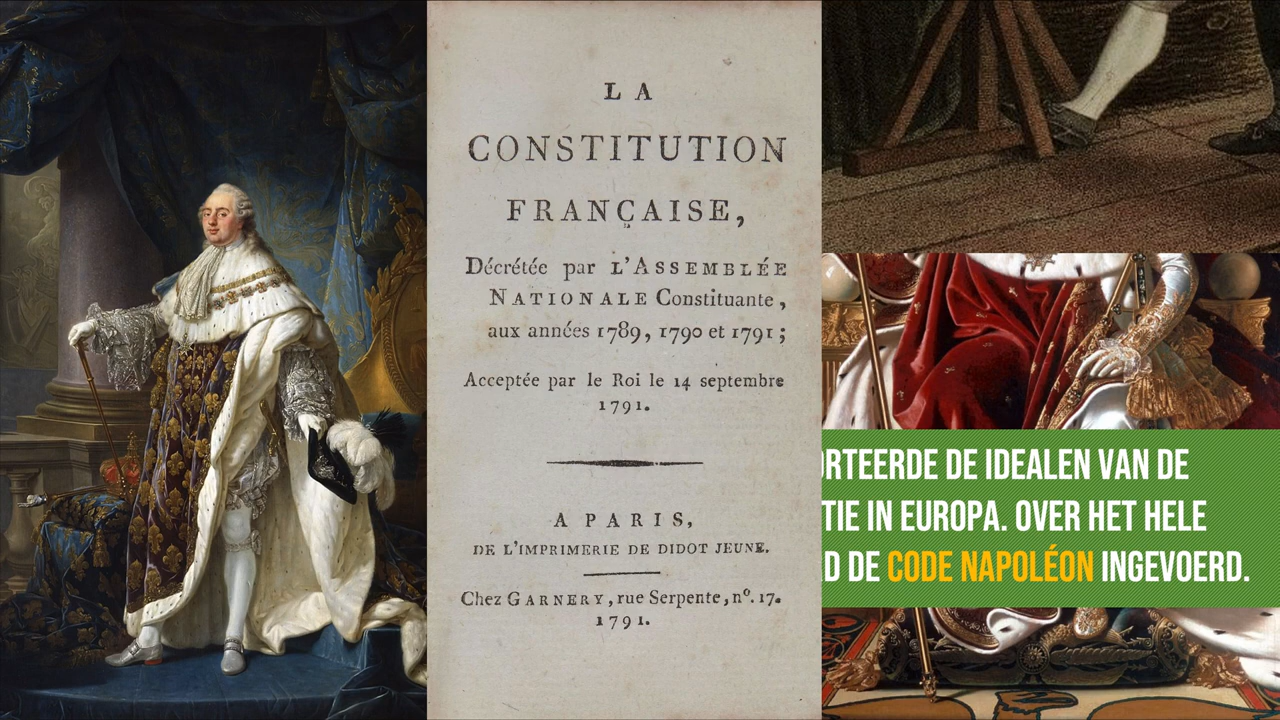 LA
CONSTITUTION
FRANÇAISE,
Décrétée par L'ASSEMBLÉE
NATIONALE Constituante,
aux années 1789, 1790 et 1791;
Acceptée par le Roi le 14 septembre
1791.
A PARIS,
DE L'IMPRIMERIE DE DIDOT JEUNE.
Chez GARNERY, rue Serpente, nº. 17.
1791.
DE IDEALEN VAN DE
IN EUROPA. OVER HET HELE
DE CODE NAPOLÉON INGEVOERD.